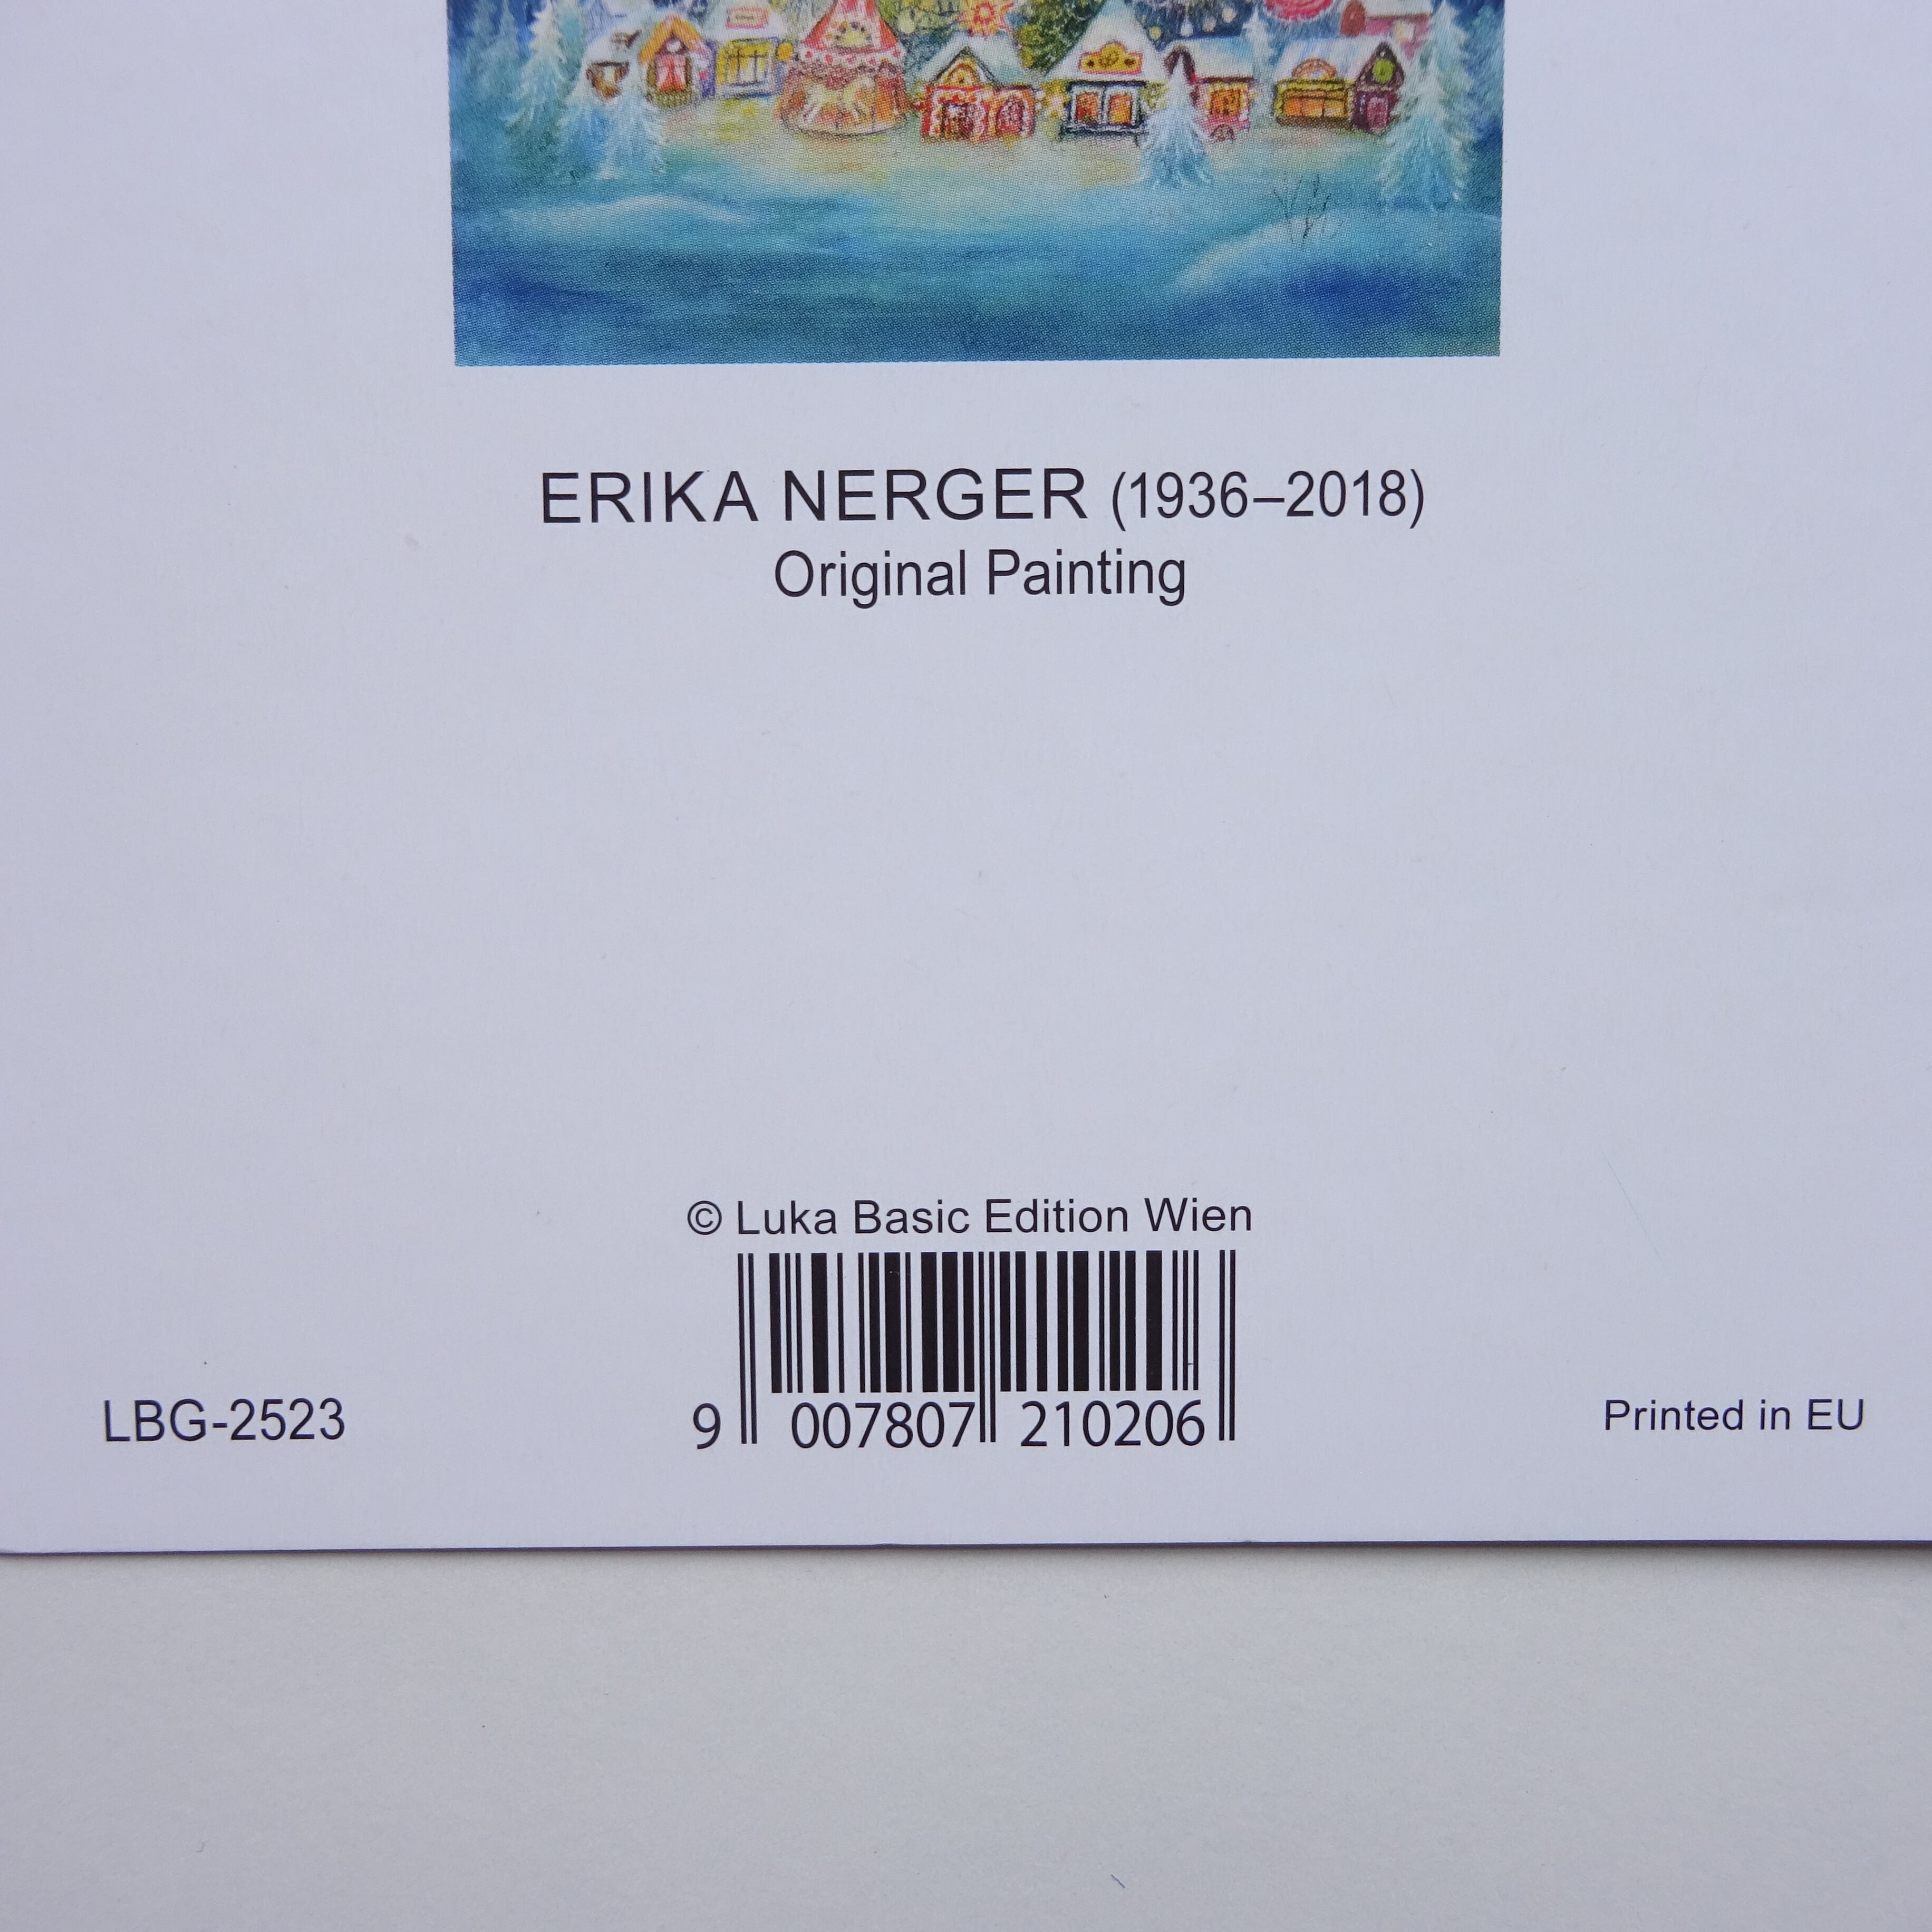 ERIKA NERGER (1936–2018)
Original Painting
© Luka Basic Edition Wien
LBG-2523
9 007807 210206
Printed in EU